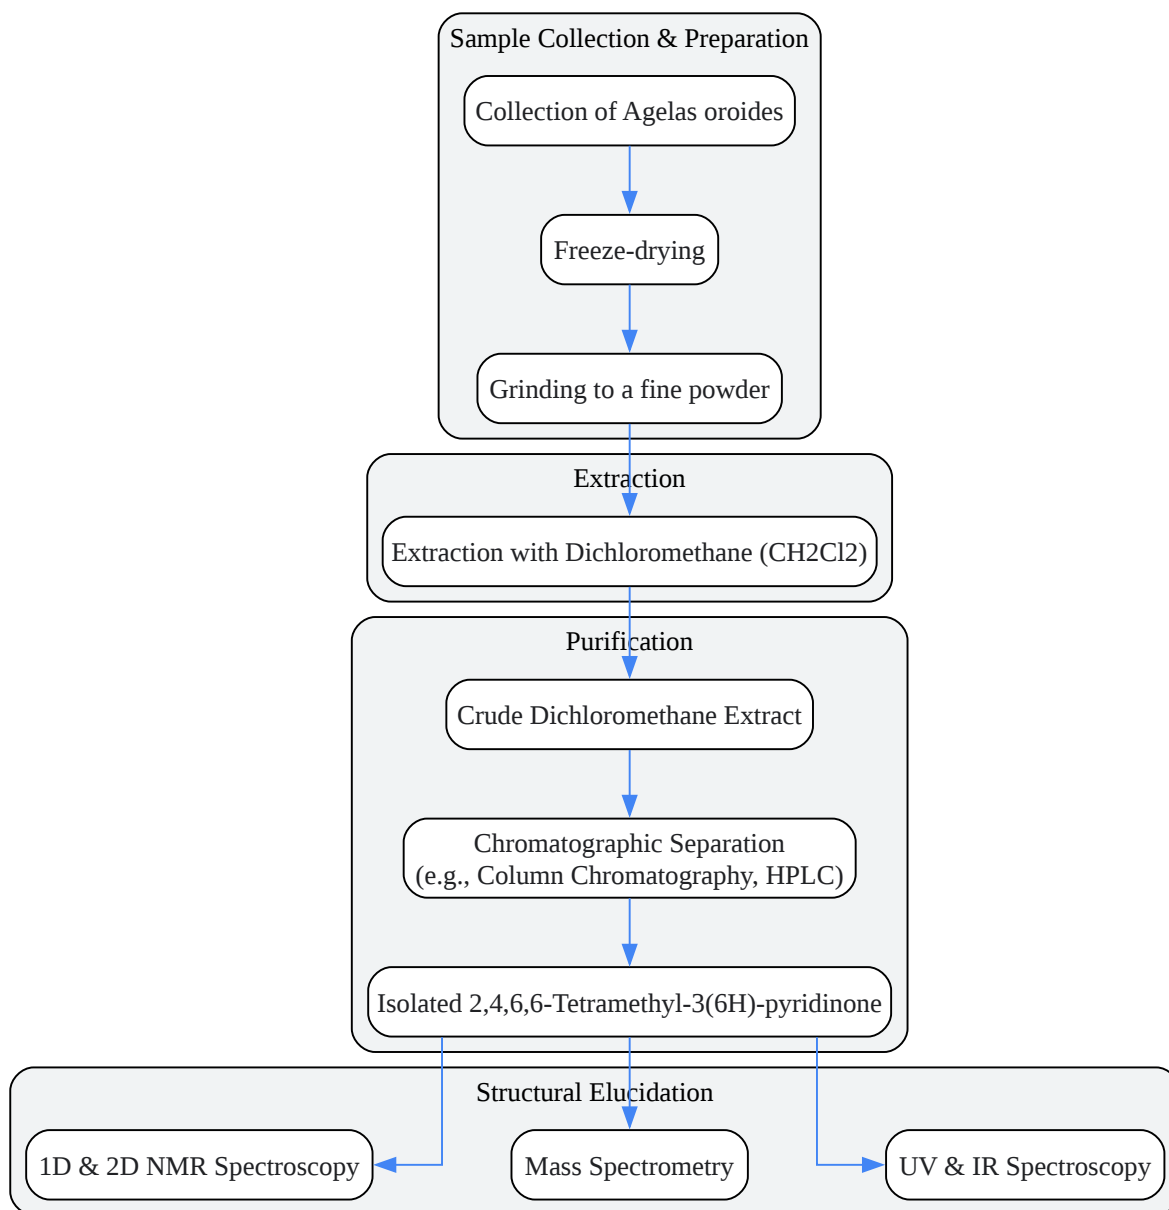 Sample Collection & Preparation
Collection of Agelas oroides
Freeze-drying
Grinding to a fine powder
Extraction
Extraction with Dichloromethane (CH2Cl2)
Purification
Crude Dichloromethane Extract
Chromatographic Separation
(e.g., Column Chromatography, HPLC)
Isolated 2,4,6,6-Tetramethyl-3(6H)-pyridinone
Structural Elucidation
1D & 2D NMR Spectroscopy
Mass Spectrometry
UV & IR Spectroscopy